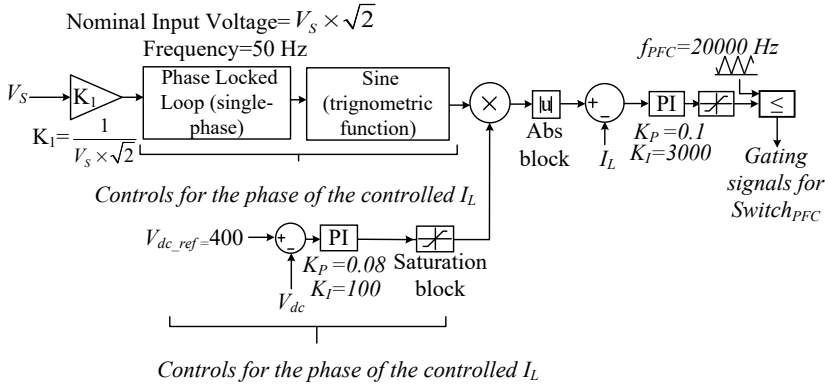 Nominal Input Voltage= V_S × √2
Frequency=50 Hz
V_S
K_1
K_1= 1 / V_S × √2
Phase Locked
Loop (single-
phase)
Sine
(trignometric
function)
×
|u|
Abs
block
+
−
I_L
PI
K_P=0.1
K_I=3000
f_PFC=20000 Hz
≤
Gating
signals for
Switch_PFC
Controls for the phase of the controlled I_L
V_dc_ref=400
+
−
V_dc
PI
K_P=0.08
K_I=100
Saturation
block
Controls for the phase of the controlled I_L